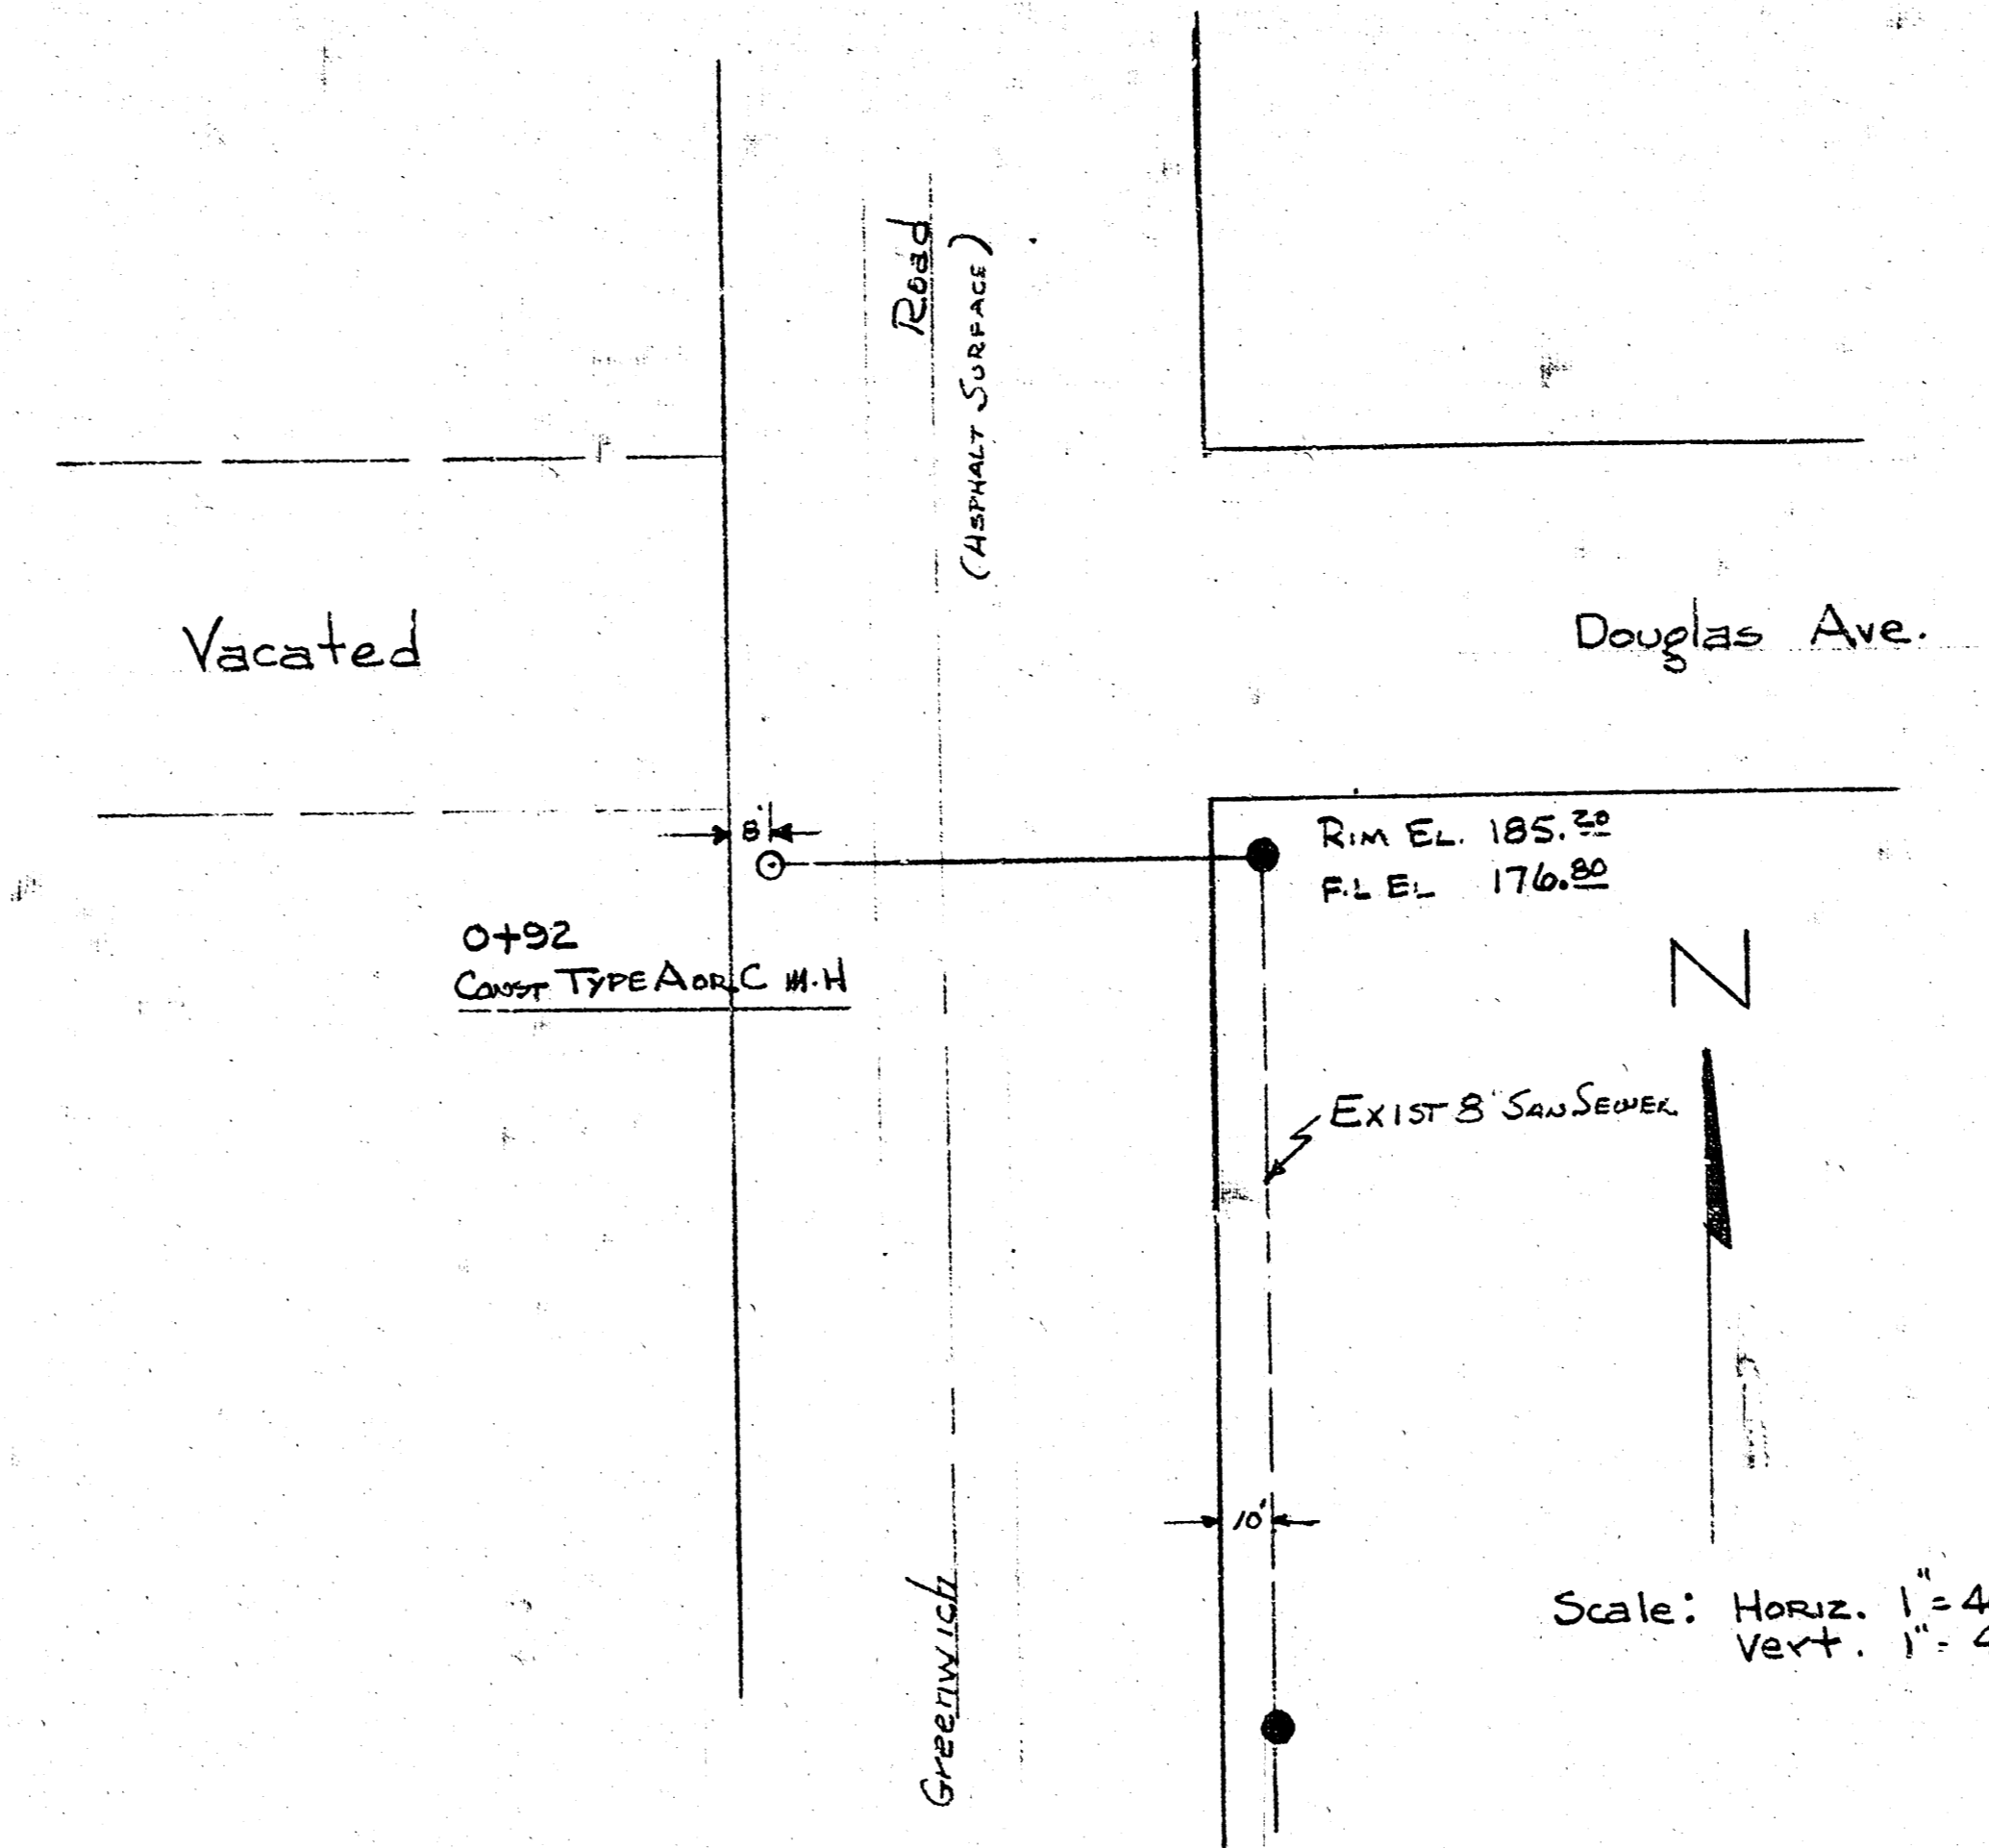 Road
(ASPHALT SURFACE)
Vacated
Douglas Ave.
8'
RIM EL. 185.20
F.L EL 176.80
0+92
CONST TYPE A OR C M.H
N
EXIST 8" SAN SEWER
10'
Scale: HORIZ. 1"=4
Vert. 1"=
Greenwich